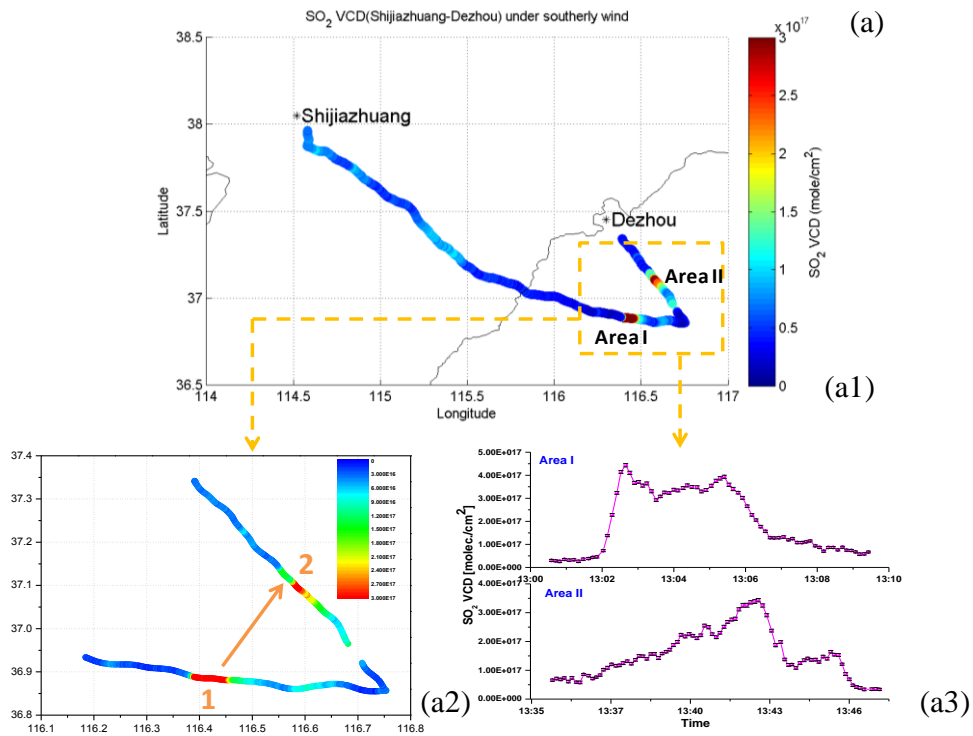 SO2 VCD(Shijiazhuang-Dezhou) under southerly wind
(a)
x 10^17
38.5
38
37.5
37
36.5
Latitude
114
114.5
115
115.5
116
116.5
117
Longitude
Shijiazhuang
Dezhou
Area II
Area I
3
2.5
2
1.5
1
0.5
0
SO2 VCD (mole/cm2)
(a1)
37.4
37.3
37.2
37.1
37.0
36.9
36.8
116.1
116.2
116.3
116.4
116.5
116.6
116.7
116.8
0
3.000E16
6.000E16
9.000E16
1.200E17
1.500E17
1.800E17
2.100E17
2.400E17
2.700E17
3.000E17
2
1
(a2)
Area I
5.00E+017
4.00E+017
3.00E+017
2.00E+017
1.00E+017
0.00E+000
13:00
13:02
13:04
13:06
13:08
13:10
SO2 VCD [molec./cm2]
Area II
4.00E+017
3.00E+017
2.00E+017
1.00E+017
0.00E+000
13:35
13:37
13:40
13:43
13:46
Time
(a3)